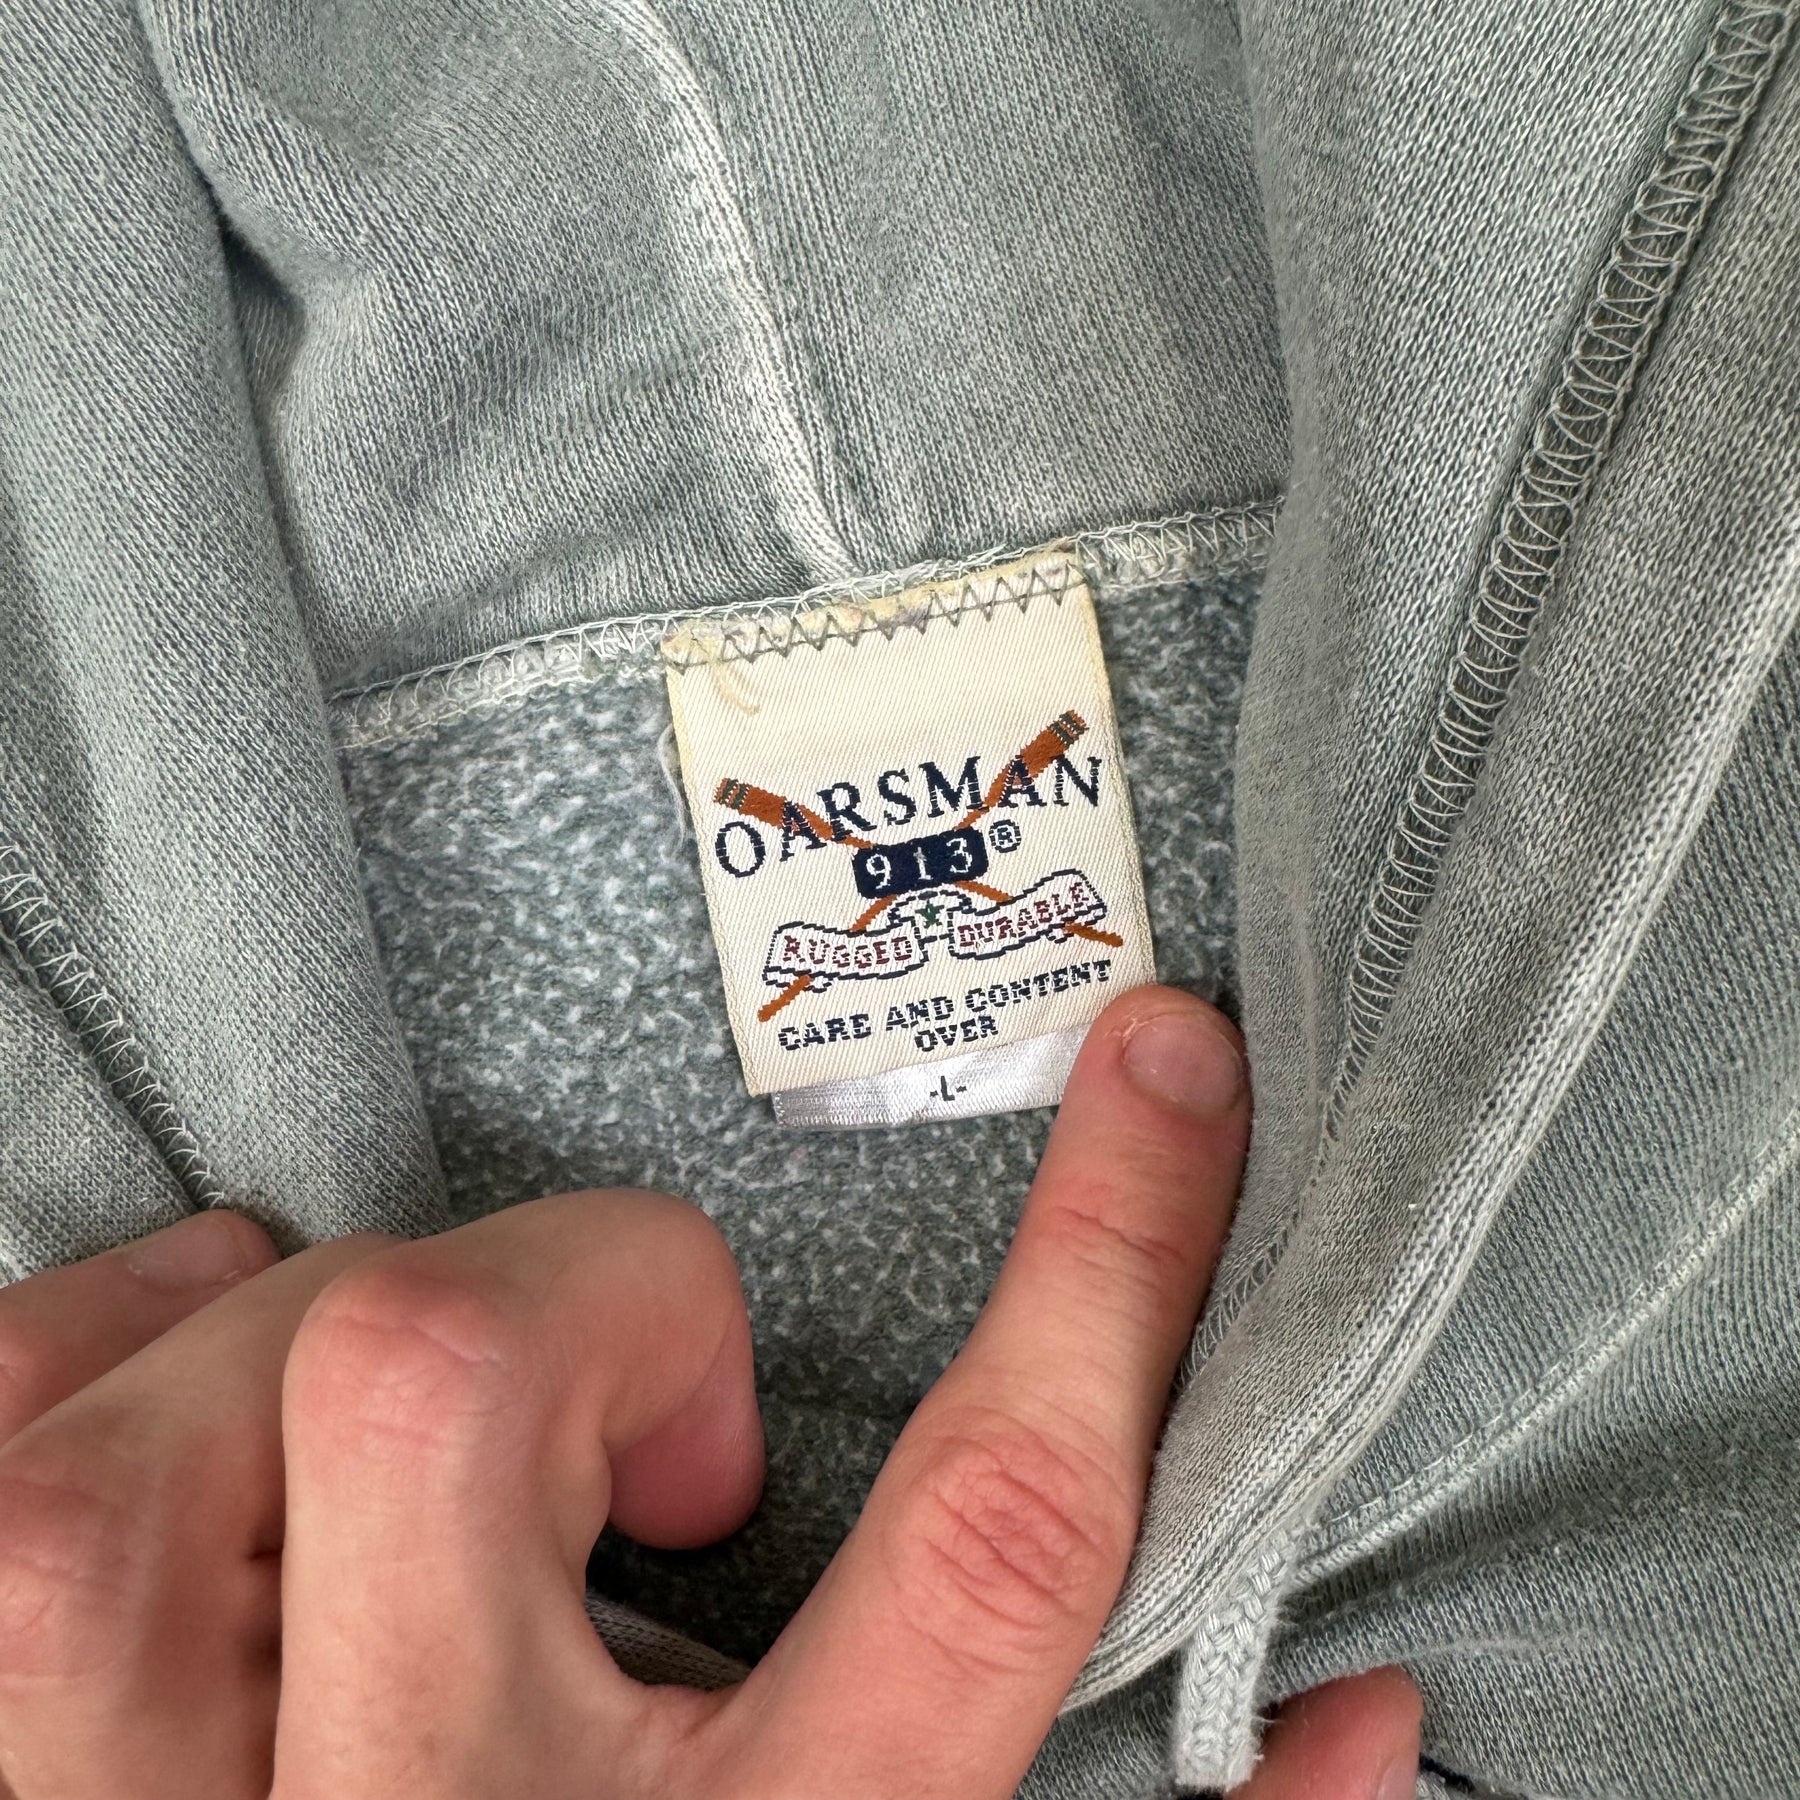 OARSMAN
913®
RUGGED DURABLE
CARE AND CONTENT
OVER
-L-